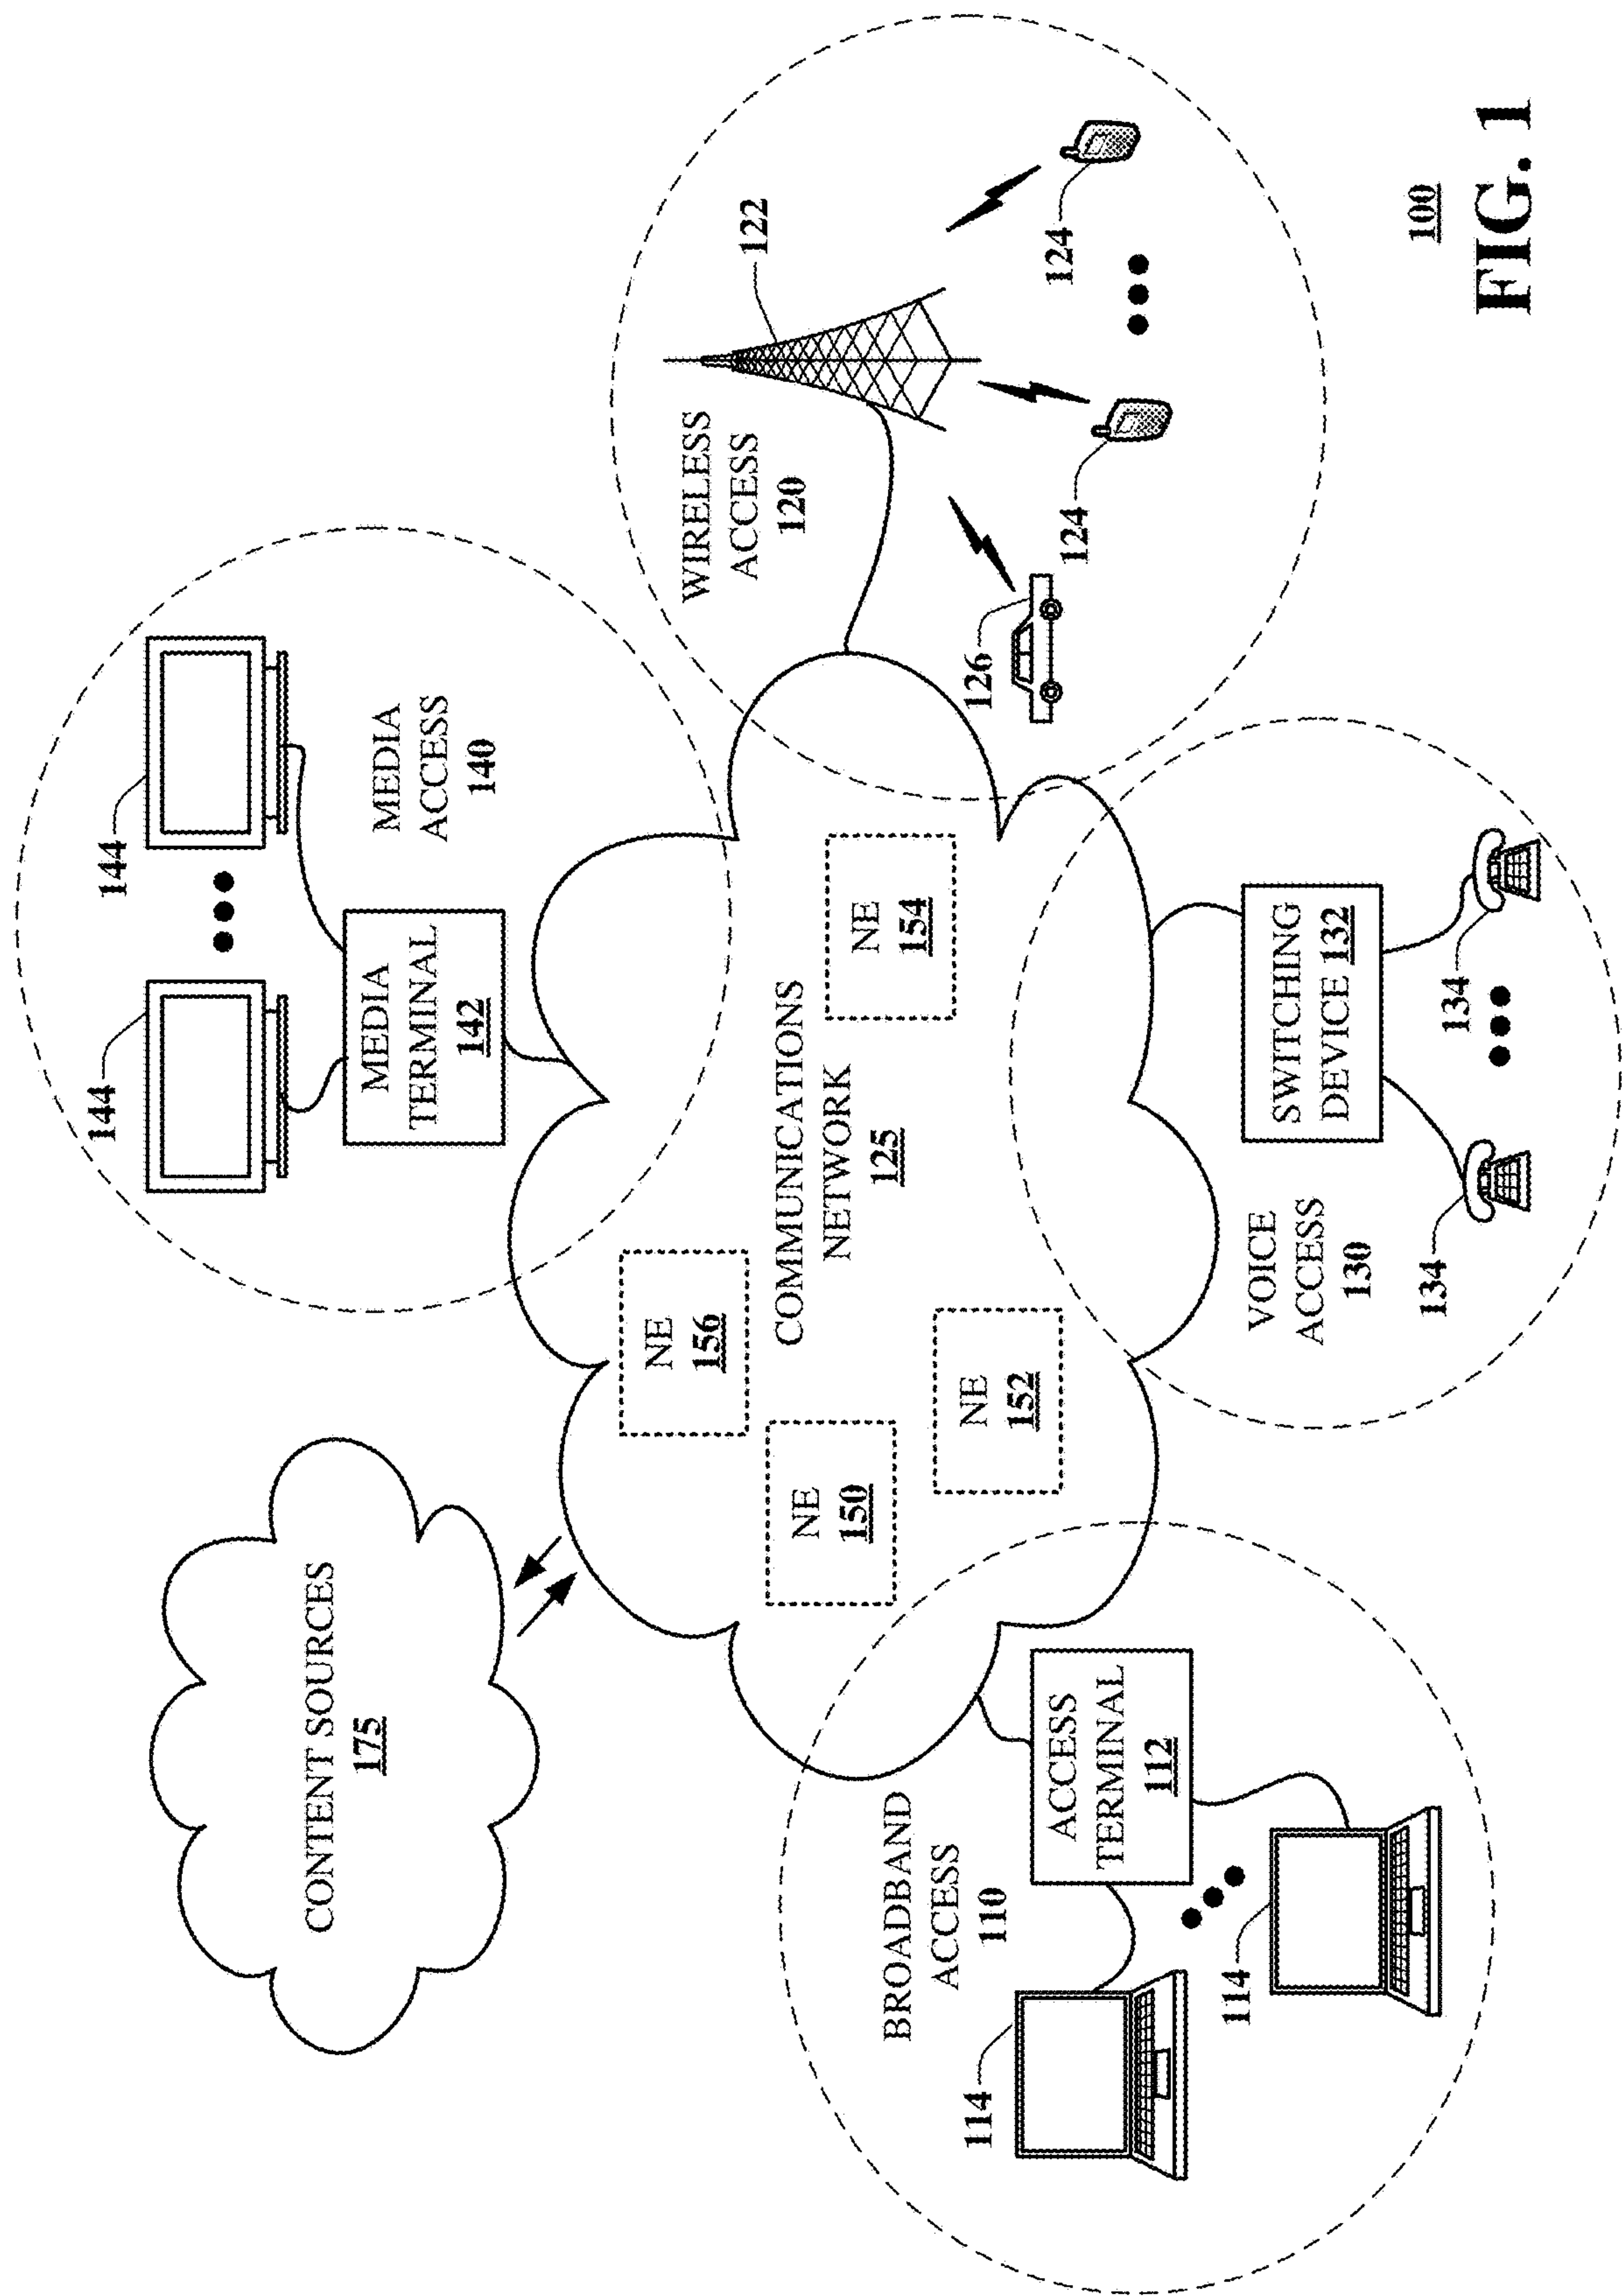 CONTENT SOURCES
175
144
144
MEDIA
TERMINAL
142
MEDIA
ACCESS
140
NE
156
NE
150
NE
152
NE
154
COMMUNICATIONS
NETWORK
125
WIRELESS
ACCESS
120
122
124
124
126
BROADBAND
ACCESS
110
ACCESS
TERMINAL
112
114
114
VOICE
ACCESS
130
SWITCHING
DEVICE 132
134
134
100
FIG. 1